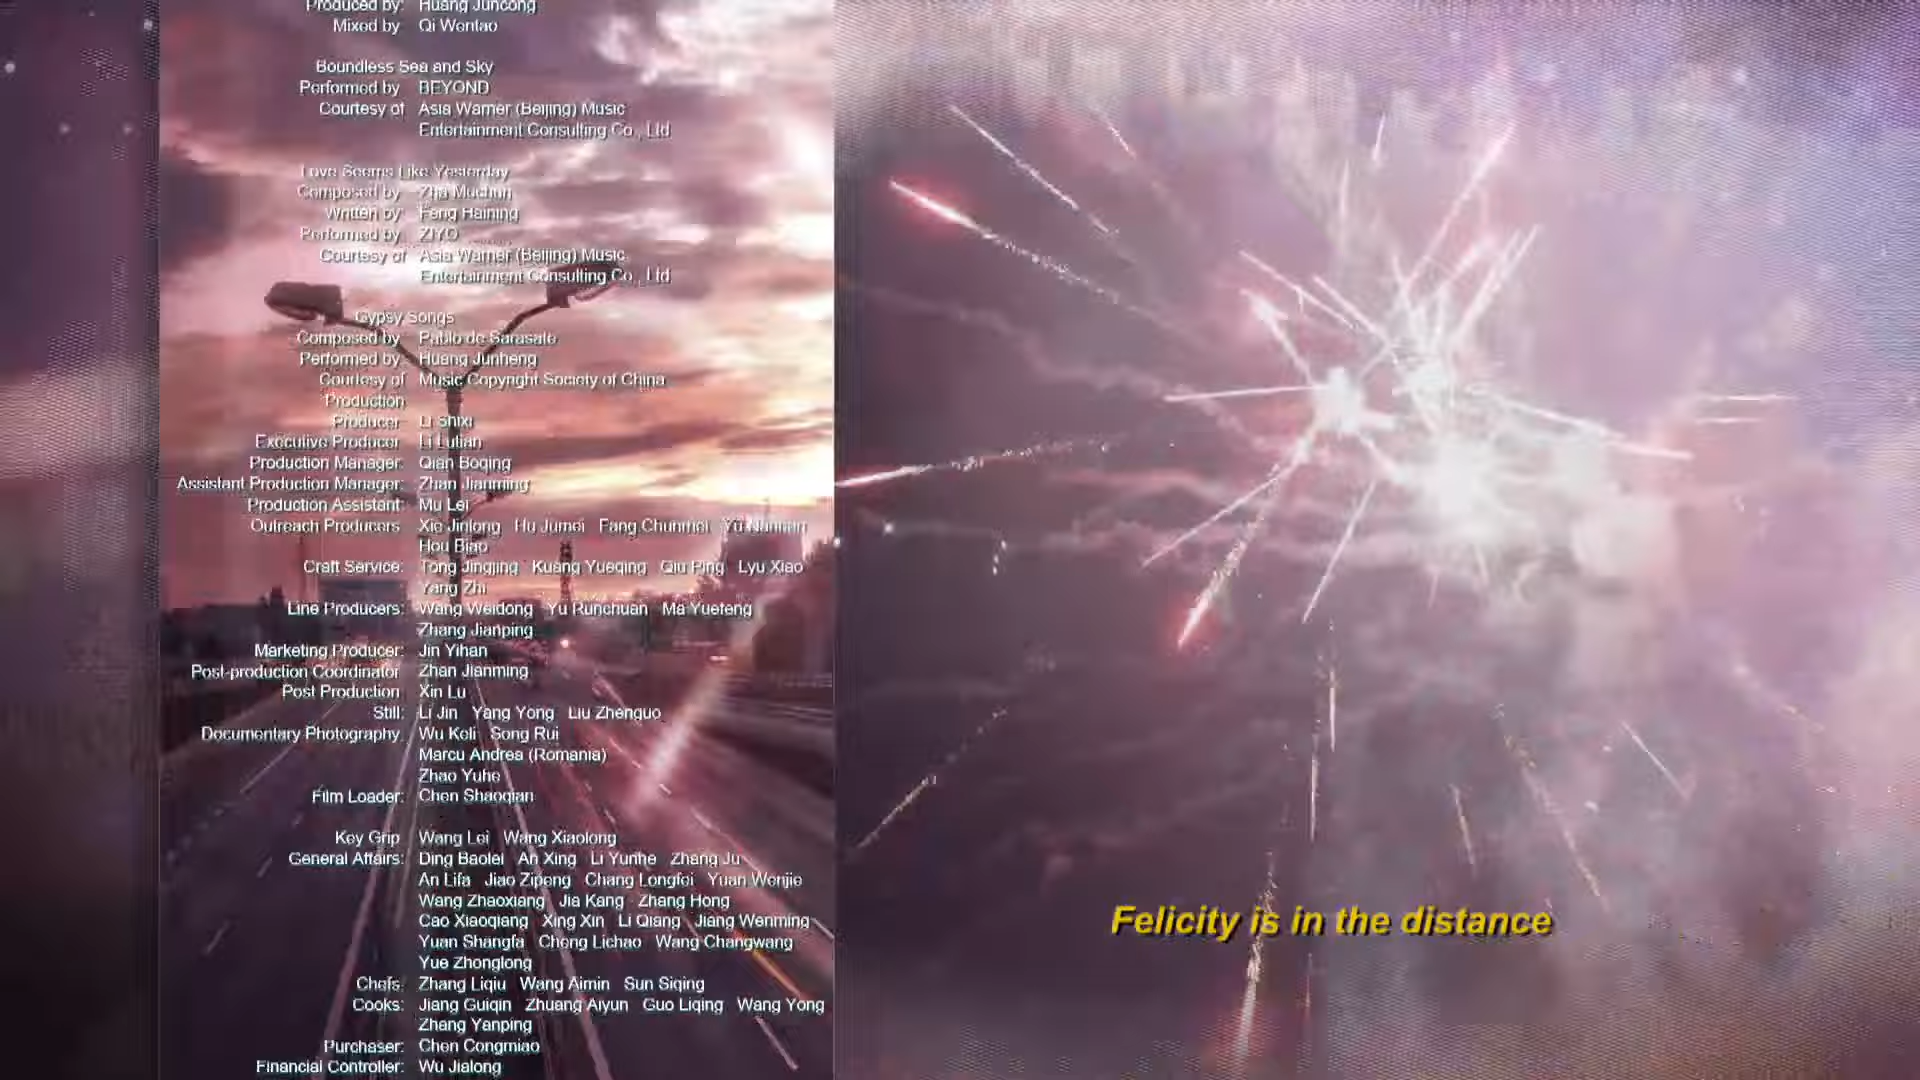 Produced by: Huang Juncong
Mixed by Qi Wentao
Boundless Sea and Sky
Performed by BEYOND
Courtesy of Asia Warner (Beijing) Music
Entertainment Consulting Co., Ltd
Love Seems Like Yesterday
Composed by Zha Muchun
Written by: Feng Haining
Performed by ZIYO
Courtesy of Asia Warner (Beijing) Music
Entertainment Consulting Co., Ltd
Gypsy Songs
Composed by Pablo de Sarasate
Performed by: Huang Junheng
Courtesy of Music Copyright Society of China
Production
Producer Li Shixi
Executive Producer Li Lutian
Production Manager: Qian Boqing
Assistant Production Manager: Zhan Jianming
Production Assistant Mu Lei
Outreach Producers Xie Jinlong Hu Jumei Fang Chunmei Yu
Hou Biao
Craft Service: Tong Jingjing Kuang Yueqing Qiu Ping Lyu Xiao
Yang Zhi
Line Producers: Wang Weidong Yu Runchuan Ma Yuefeng
Zhang Jianping
Marketing Producer: Jin Yihan
Post-production Coordinator Zhan Jianming
Post Production Xin Lu
Still: Li Jin Yang Yong Liu Zhenguo
Documentary Photography Wu Keli Song Rui
Marcu Andrea (Romania)
Zhao Yuhe
Film Loader: Chen Shaoqian
Key Grip Wang Lei Wang Xiaolong
General Affairs: Ding Baolei An Xing Li Yunhe Zhang Ju
An Lifa Jiao Zipeng Chang Longfei Yuan Wenjie
Wang Zhaoxiang Jia Kang Zhang Hong
Cao Xiaoqiang Xing Xin Li Qiang Jiang Wenming
Yuan Shangfa Cheng Lichao Wang Changwang
Yue Zhonglong
Chefs: Zhang Liqiu Wang Aimin Sun Siqing
Cooks: Jiang Guiqin Zhuang Aiyun Guo Liqing Wang Yong
Zhang Yanping
Purchaser: Chen Congmiao
Financial Controller: Wu Jialong
Felicity is in the distance